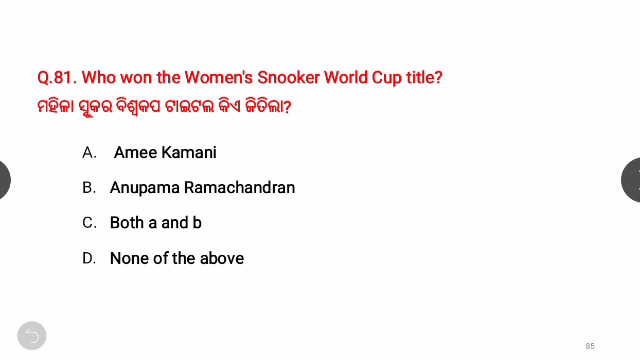 Q.81. Who won the Women's Snooker World Cup title?
ମହିଳା ସ୍ନୁକର ବିଶ୍ୱକପ ଟାଇଟଲ କିଏ ଜିତିଲା?
A. Amee Kamani
B. Anupama Ramachandran
C. Both a and b
D. None of the above
85